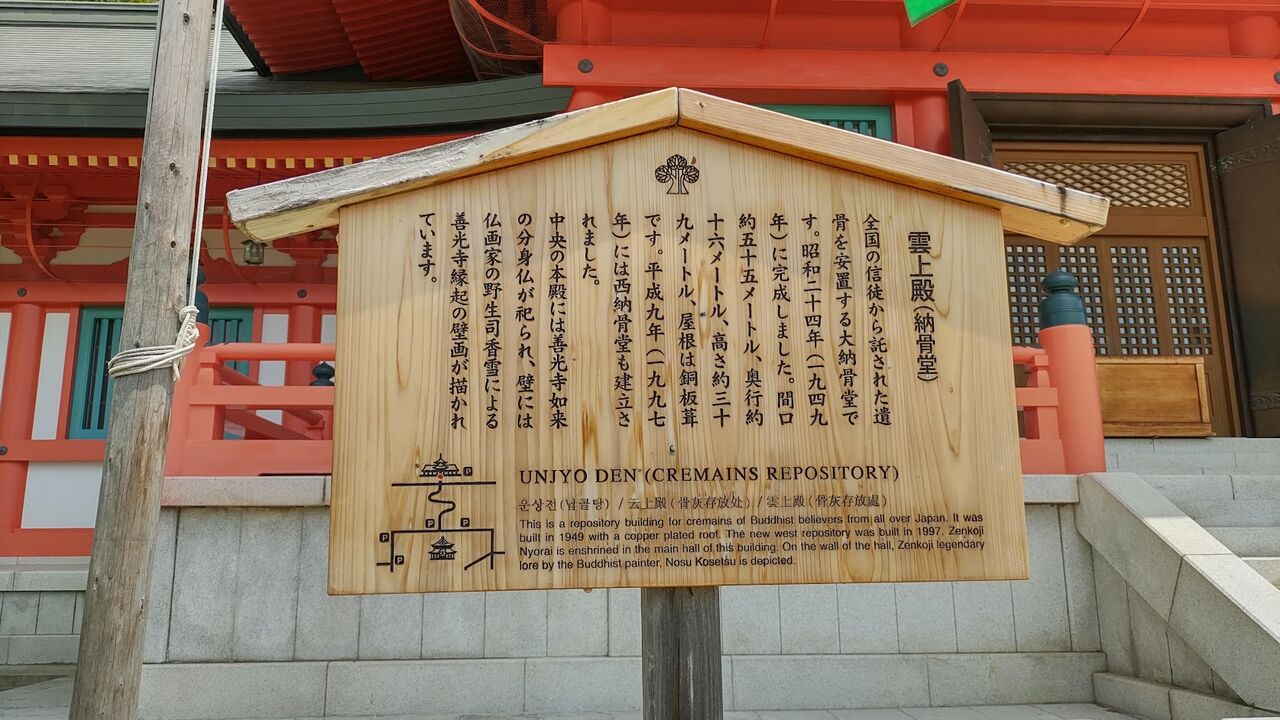 雲上殿（納骨堂）
全国の信徒から託された遺
骨を安置する大納骨堂で
す。昭和二十四年（一九四九
年）に完成しました。間口
約五十五メートル、奥行約
十六メートル、高さ約三十
九メートル、屋根は銅板葺
です。平成九年（一九九七
年）には西納骨堂も建立さ
れました。
中央の本殿には善光寺如来
の分身仏が祀られ、壁には
仏画家の野生司香雪による
善光寺縁起の壁画が描かれ
ています。
UNJYO DEN (CREMAINS REPOSITORY)
운상전(납골탕) / 云上殿(骨灰存放处) / 雲上殿(骨灰存放處)
This is a repository building for cremains of Buddhist believers from all over Japan. It was
built in 1949 with a copper plated roof. The new west repository was built in 1997. Zenkoji
Nyorai is enshrined in the main hall of this building. On the wall of the hall, Zenkoji legendary
lore by the Buddhist painter, Nosu Kosetsu is depicted.
P
P
P
P
P